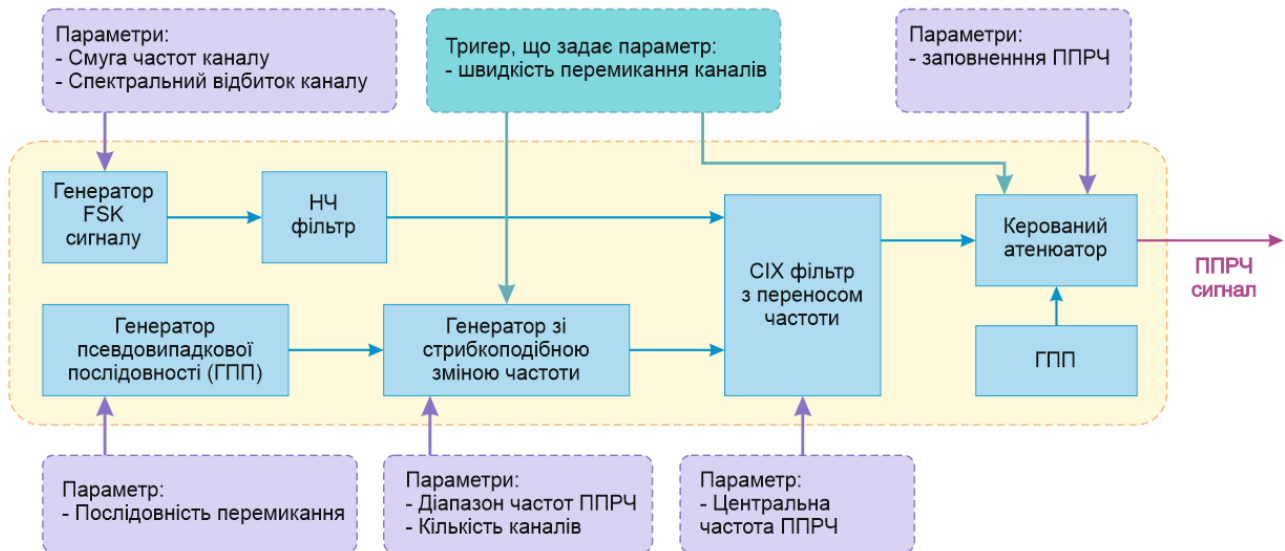 Параметри:
- Смуга частот каналу
- Спектральний відбиток каналу
Тригер, що задає параметр:
- швидкість перемикання каналів
Параметри:
- заповненння ППРЧ
Генератор
FSK
сигналу
НЧ
фільтр
СІХ фільтр
з переносом
частоти
Керований
атенюатор
ППРЧ
сигнал
Генератор
псевдовипадкової
послідовності (ГПП)
Генератор зі
стрибкоподібною
зміною частоти
ГПП
Параметр:
- Послідовність перемикання
Параметри:
- Діапазон частот ППРЧ
- Кількість каналів
Параметри:
- Центральна
частота ППРЧ